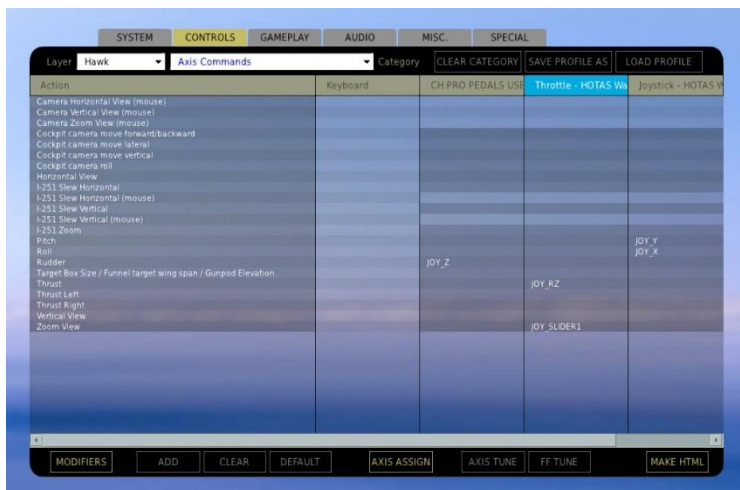 SYSTEM CONTROLS GAMEPLAY AUDIO MISC. SPECIAL
Layer Hawk Axis Commands Category CLEAR CATEGORY SAVE PROFILE AS LOAD PROFILE
Action Keyboard CH PRO PEDALS USE Throttle - HOTAS Wa Joystick - HOTAS W
Camera Horizontal View (mouse)
Camera Vertical View (mouse)
Camera Zoom View (mouse)
Cockpit camera move forward/backward
Cockpit camera move lateral
Cockpit camera move vertical
Cockpit camera roll
Horizontal View
I-251 Slew Horizontal
I-251 Slew Horizontal (mouse)
I-251 Slew Vertical
I-251 Slew Vertical (mouse)
I-251 Zoom
Pitch JOY_Y
Roll JOY_X
Rudder JOY_Z
Target Box Size / Funnel target wing span / Gunpod Elevation
Thrust JOY_RZ
Thrust Left
Thrust Right
Vertical View
Zoom View JOY_SLIDER1
MODIFIERS ADD CLEAR DEFAULT AXIS ASSIGN AXIS TUNE FF TUNE MAKE HTML